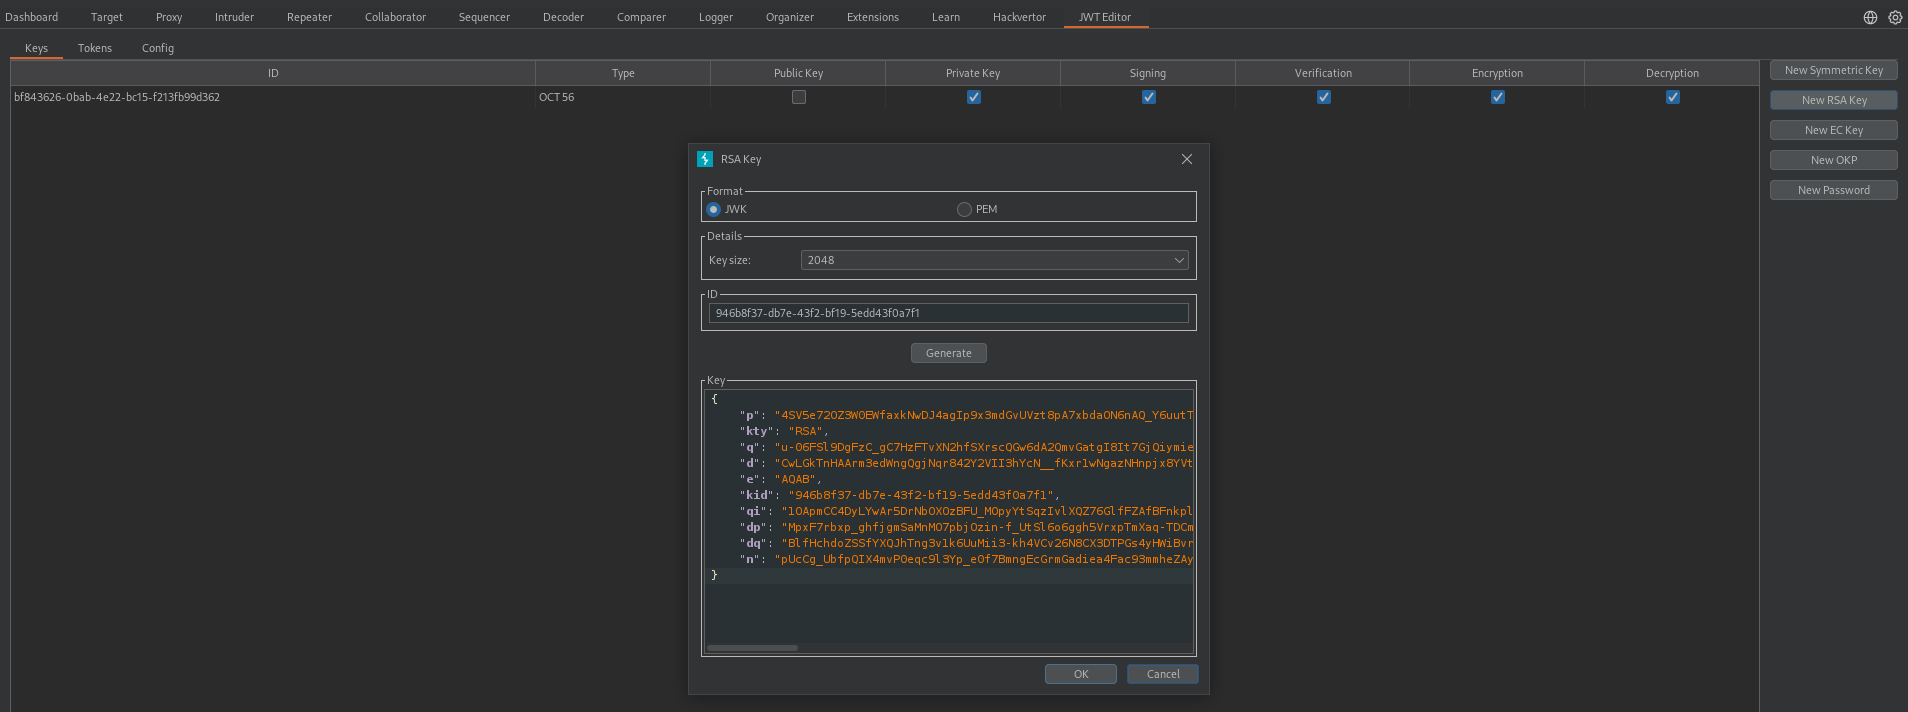 Dashboard Target Proxy Intruder Repeater Collaborator Sequencer Decoder Comparer Logger Organizer Extensions Learn Hackvertor JWT Editor
Keys Tokens Config
ID Type Public Key Private Key Signing Verification Encryption Decryption
bf843626-0bab-4e22-bc15-f213fb99d362 OCT 56
New Symmetric Key
New RSA Key
New EC Key
New OKP
New Password
RSA Key
Format
JWK PEM
Details
Key size: 2048
ID
946b8f37-db7e-43f2-bf19-5edd43f0a7f1
Generate
Key
{
"p": "4SV5e72OZ3W0EWfaxkNwDJ4agIp9x3mdGvUVzt8pA7xbdaON6nAQ_Y6uutT
"kty": "RSA",
"q": "u-06FSl9DgFzC_gC7HzFTvXN2hfSXrscQGw6dA2QmvGatgI8It7GjQiymie
"d": "CwLGkTnHAArm3edWngQgjNqr842Y2VII3hYcN__fKxr1wNgazNHnpjx8YVt
"e": "AQAB",
"kid": "946b8f37-db7e-43f2-bf19-5edd43f0a7f1",
"qi": "1OApmCC4DyLYwAr5DrNbOXOzBFU_MOpyYtSqzIvlXQZ76GlfFZAfBFnkpl
"dp": "MpxF7rbxp_ghfjgmSaMnMO7pbjOzin-f_UtSl6o6ggh5VrxpTmXaq-TDCm
"dq": "BlfHchdoZSSfYXQJhTng3v1k6UuMii3-kh4VCv26N8CX3DTPGs4yHWiBvr
"n": "pUcCg_UbfpQIX4mvP0eqc9l3Yp_eOf7BmngEcGrmGadiea4Fac93mmheZAy
}
OK Cancel